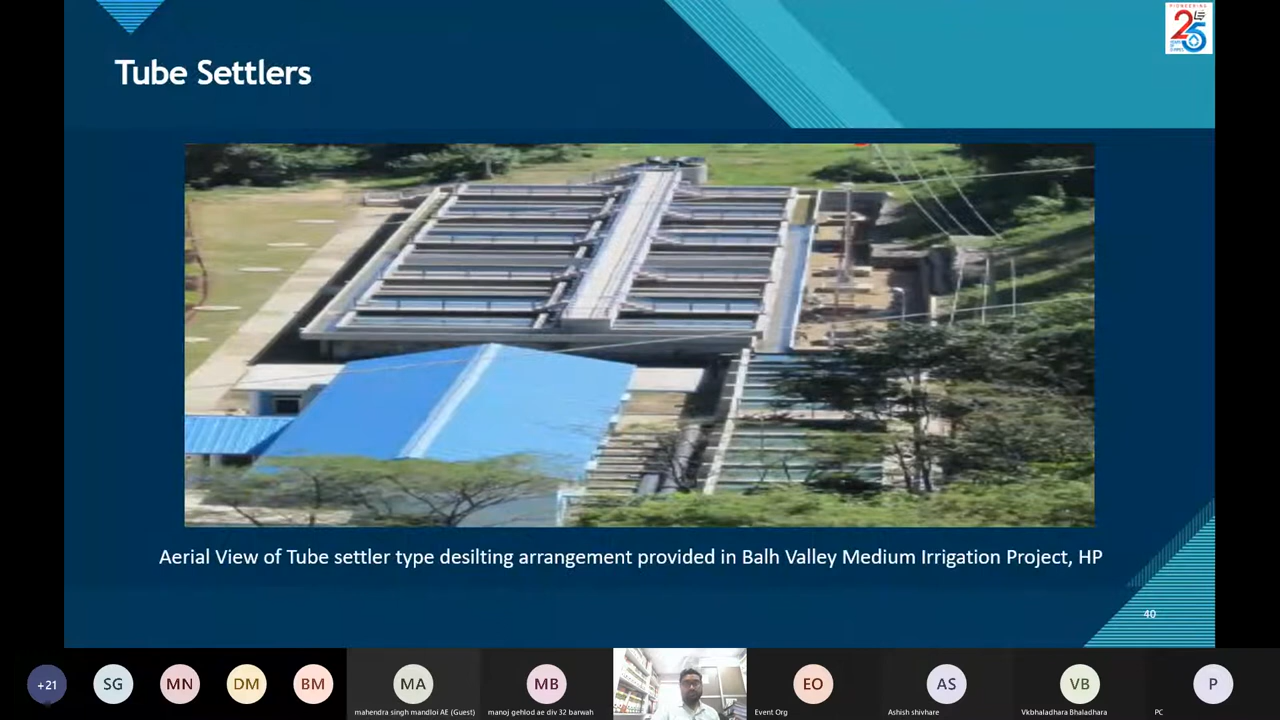 PIONEERING
25
Tube Settlers
Aerial View of Tube settler type desilting arrangement provided in Balh Valley Medium Irrigation Project, HP
40
+21
SG
MN
DM
BM
MA
mahendra singh mandloi AE (Guest)
MB
manoj gehlod ae div 32 barwah
EO
Event Org
AS
Ashish shivhare
VB
Vkbhaladhara Bhaladhara
P
PC